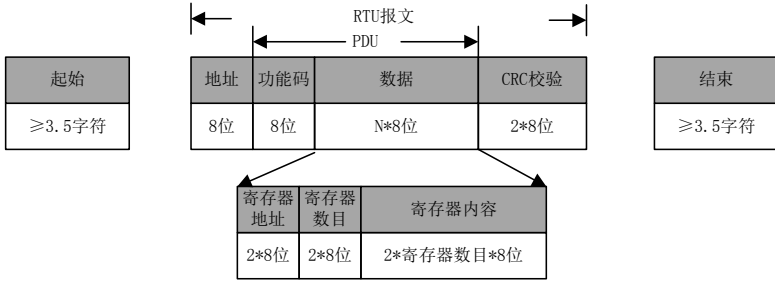 RTU报文
PDU
起始
地址 功能码 数据 CRC校验
结束
≥3.5字符
8位 8位 N*8位 2*8位
≥3.5字符
寄存器地址 寄存器数目 寄存器内容
2*8位 2*8位 2*寄存器数目*8位